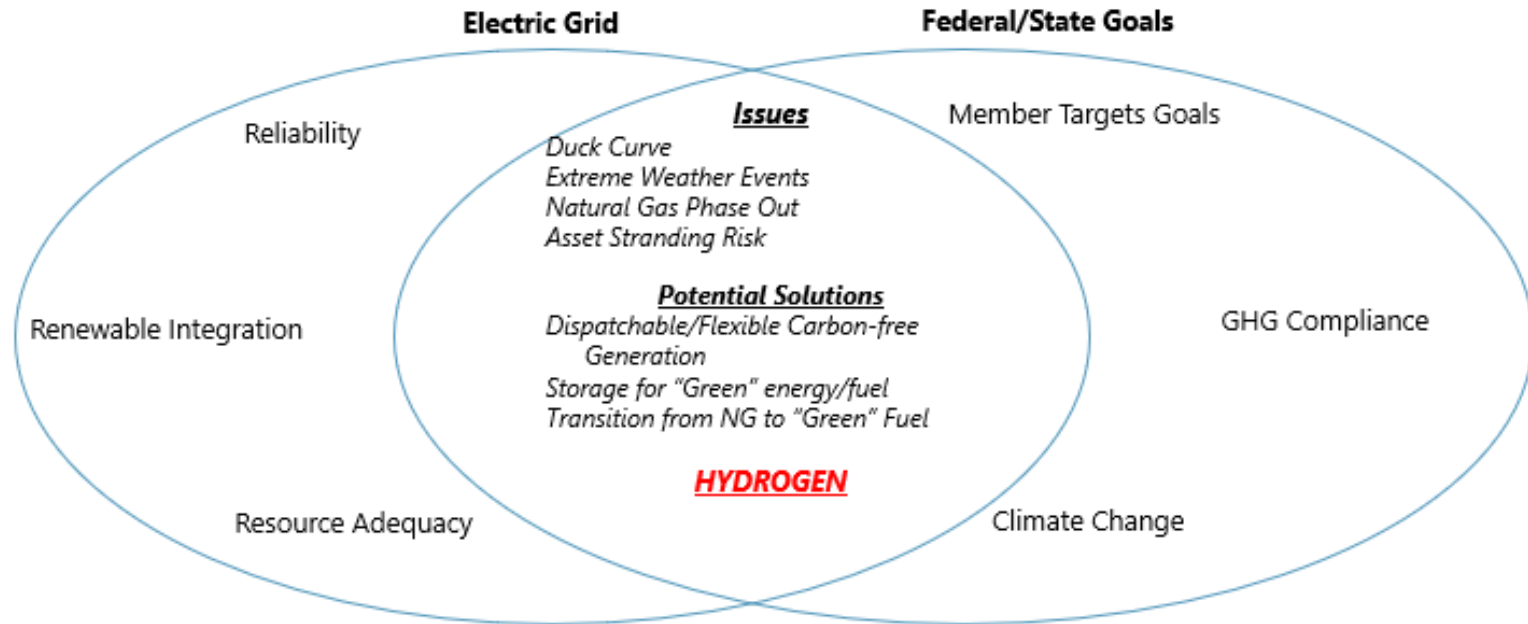 Electric Grid
Federal/State Goals
Reliability
Renewable Integration
Resource Adequacy
Issues
Duck Curve
Extreme Weather Events
Natural Gas Phase Out
Asset Stranding Risk
Potential Solutions
Dispatchable/Flexible Carbon-free
Generation
Storage for “Green” energy/fuel
Transition from NG to “Green” Fuel
HYDROGEN
Member Targets Goals
GHG Compliance
Climate Change